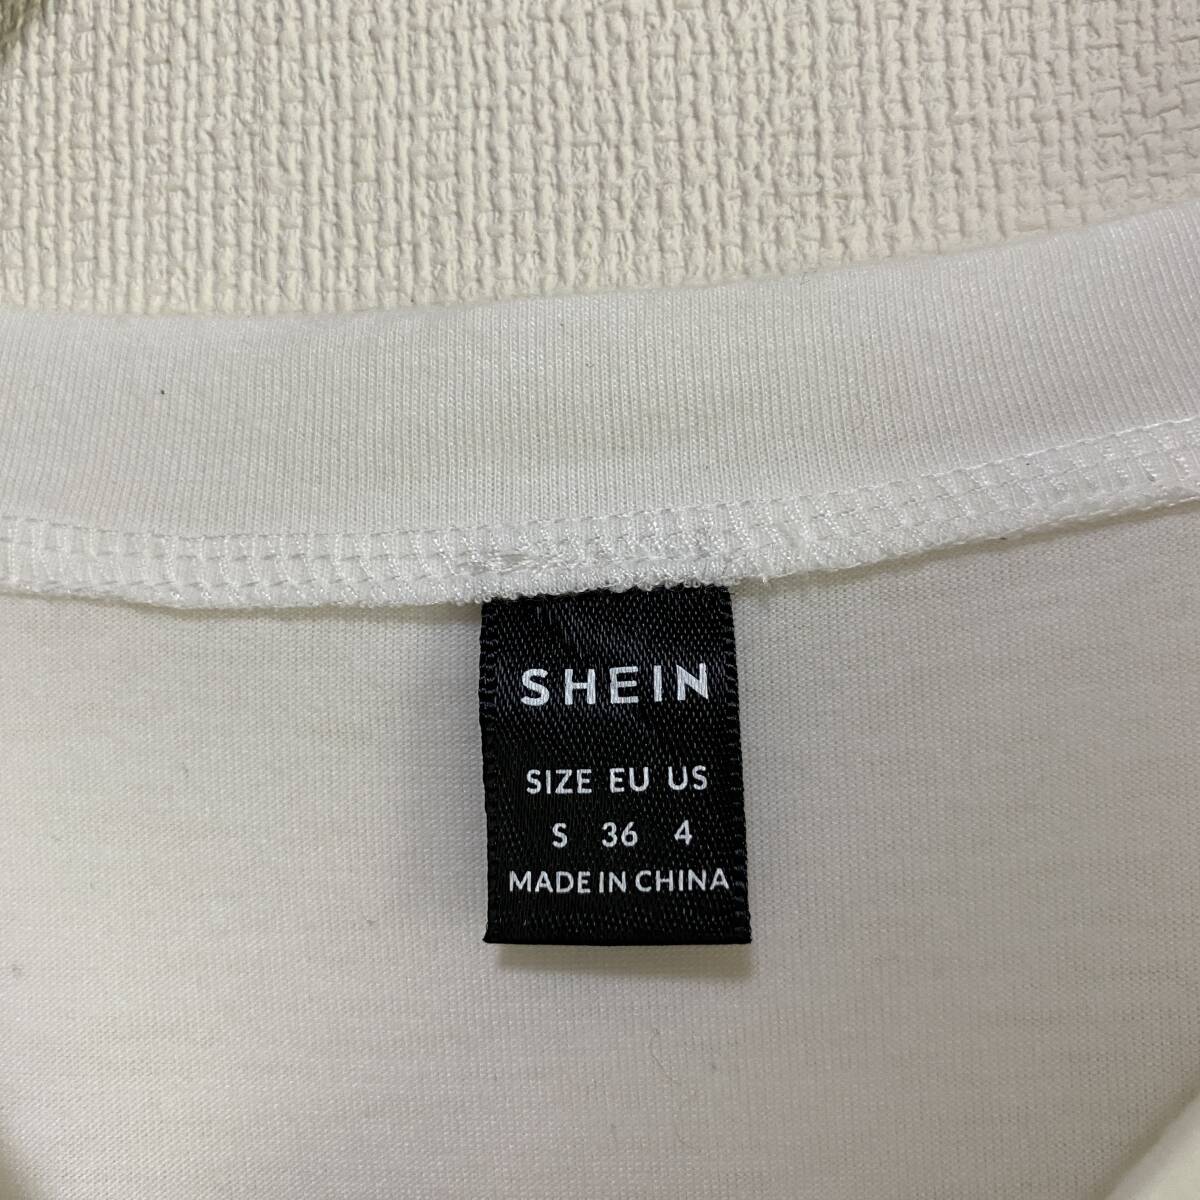 SHEIN
SIZE EU US
S 36 4
MADE IN CHINA